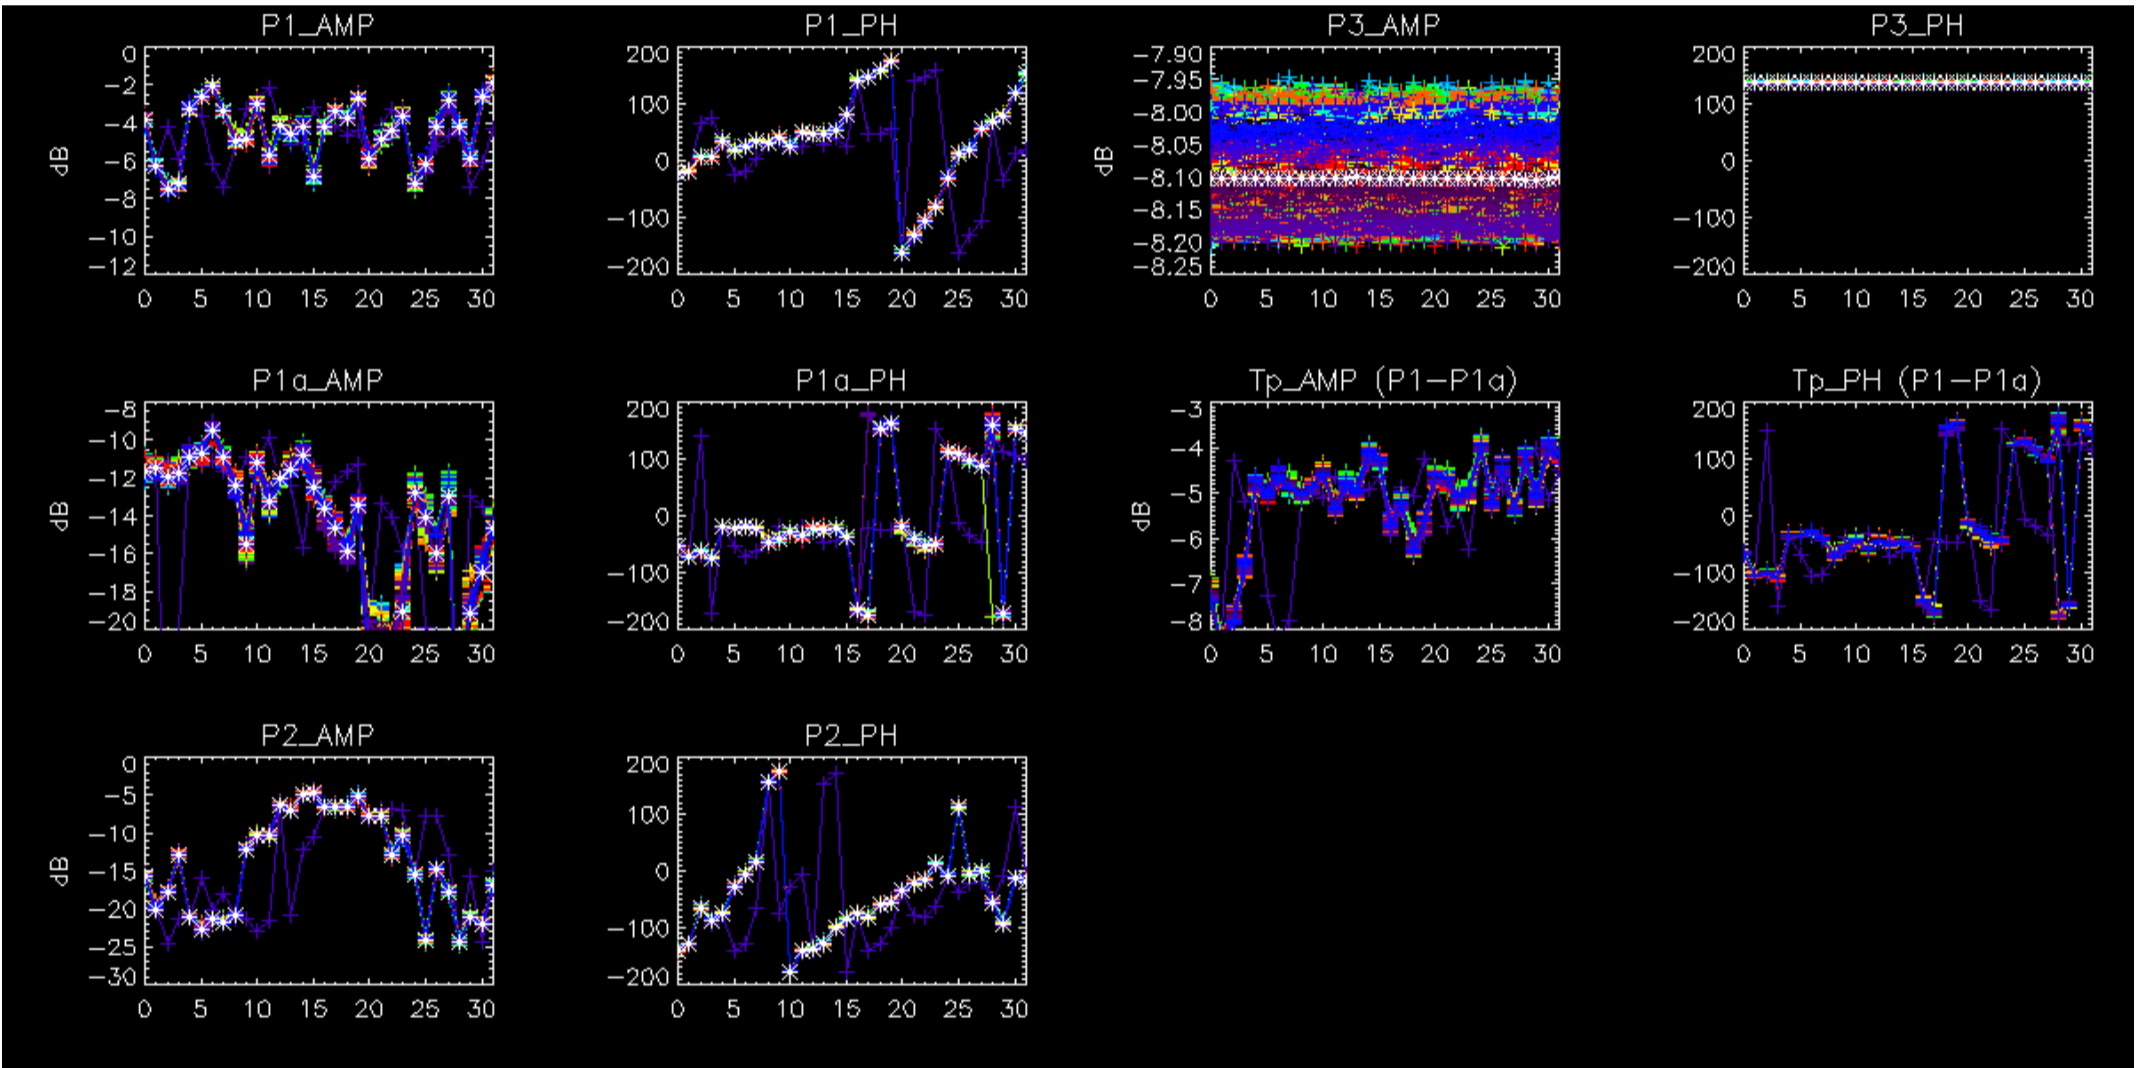 P1_AMP
0
−2
−4
−6
−8
−10
−12
dB
0 5 10 15 20 25 30
P1_PH
200
100
0
−100
−200
0 5 10 15 20 25 30
P3_AMP
−7.90
−7.95
−8.00
−8.05
−8.10
−8.15
−8.20
−8.25
dB
0 5 10 15 20 25 30
P3_PH
200
100
0
−100
−200
0 5 10 15 20 25 30
P1a_AMP
−8
−10
−12
−14
−16
−18
−20
dB
0 5 10 15 20 25 30
P1a_PH
200
100
0
−100
−200
0 5 10 15 20 25 30
Tp_AMP (P1−P1a)
−3
−4
−5
−6
−7
−8
dB
0 5 10 15 20 25 30
Tp_PH (P1−P1a)
200
100
0
−100
−200
0 5 10 15 20 25 30
P2_AMP
0
−5
−10
−15
−20
−25
−30
dB
0 5 10 15 20 25 30
P2_PH
200
100
0
−100
−200
0 5 10 15 20 25 30